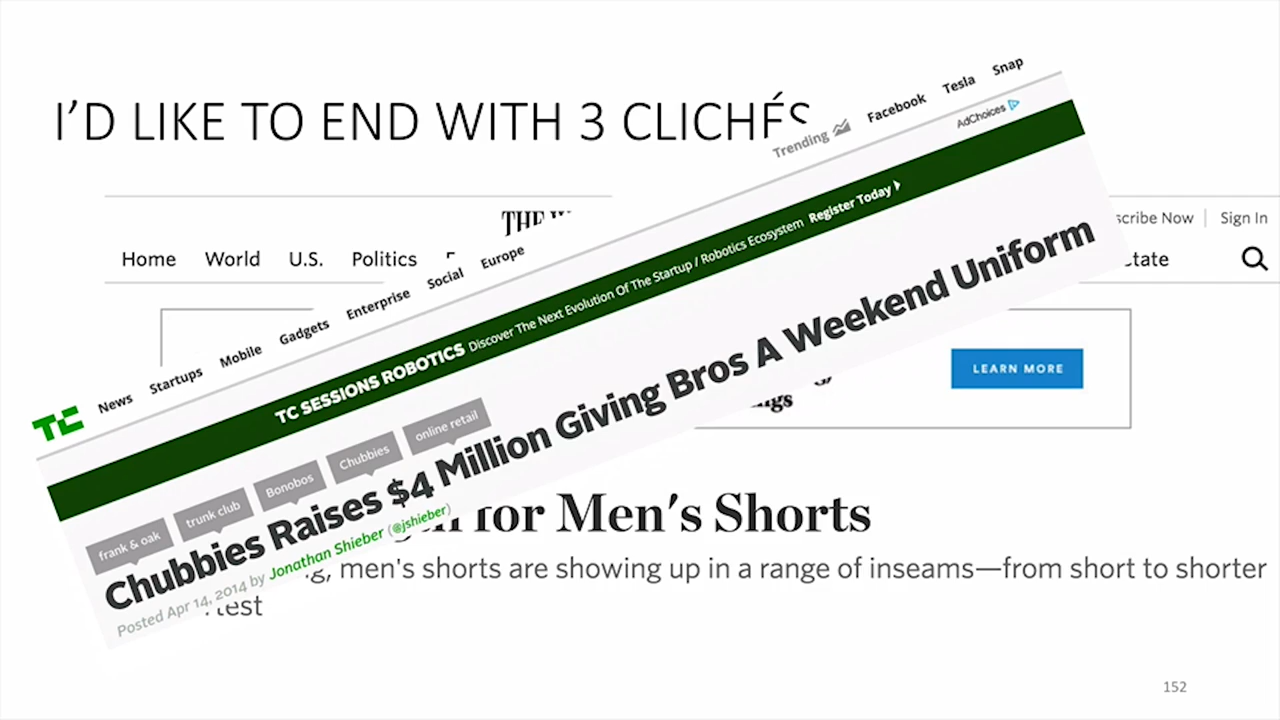 I'D LIKE TO END WITH 3 CLICHÉS
Trending Facebook Tesla Snap
AdChoices
THE W
scribe Now Sign In
Home World U.S. Politics
TC News Startups Mobile Gadgets Enterprise Social Europe
TC SESSIONS ROBOTICS Discover The Next Evolution Of The Startup / Robotics Ecosystem Register Today
LEARN MORE
frank & oak trunk club Bonobos Chubbies online retail
Chubbies Raises $4 Million Giving Bros A Weekend Uniform
Posted Apr 14, 2014 by Jonathan Shieber (@jshieber)
for Men's Shorts
men's shorts are showing up in a range of inseams—from short to shorter
152